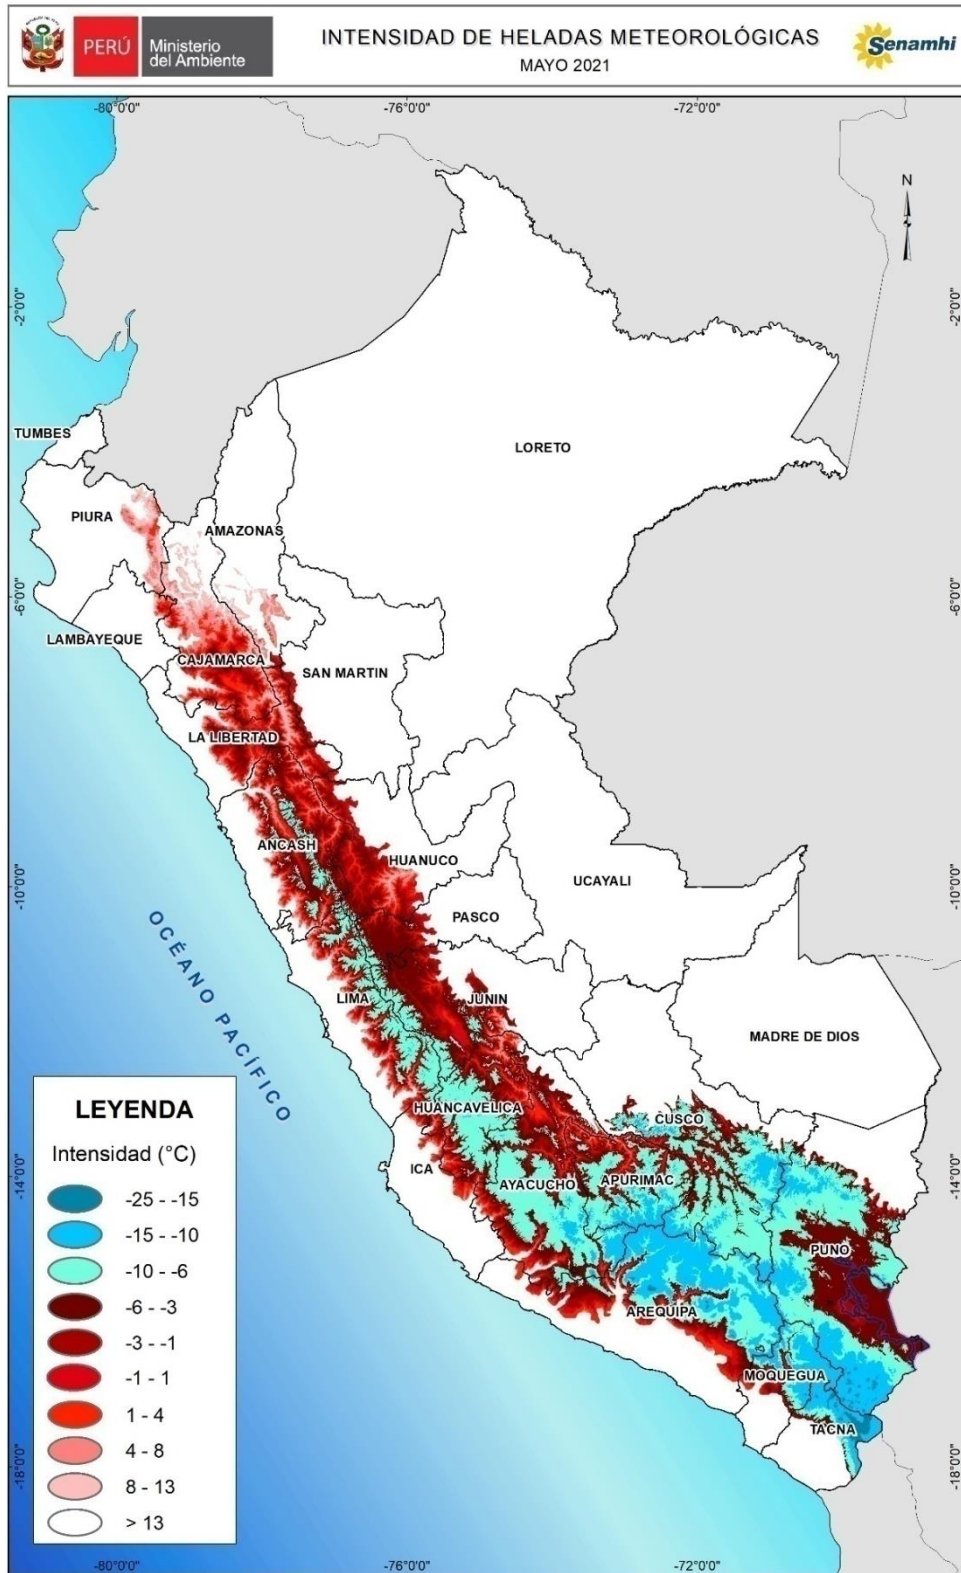 PERÚ
Ministerio
del Ambiente
INTENSIDAD DE HELADAS METEOROLÓGICAS
MAYO 2021
Senamhi
-80°0'0"
-76°0'0"
-72°0'0"
N
-2°0'0"
-2°0'0"
TUMBES
LORETO
PIURA
AMAZONAS
-6°0'0"
-6°0'0"
LAMBAYEQUE
CAJAMARCA
SAN MARTIN
LA LIBERTAD
ANCASH
HUANUCO
UCAYALI
-10°0'0"
-10°0'0"
PASCO
OCÉANO PACÍFICO
LIMA
JUNIN
MADRE DE DIOS
HUANCAVELICA
CUSCO
ICA
AYACUCHO
APURIMAC
-14°0'0"
-14°0'0"
PUNO
AREQUIPA
MOQUEGUA
TACNA
-18°0'0"
-18°0'0"
LEYENDA
Intensidad (°C)
-25 - -15
-15 - -10
-10 - -6
-6 - -3
-3 - -1
-1 - 1
1 - 4
4 - 8
8 - 13
> 13
-80°0'0"
-76°0'0"
-72°0'0"